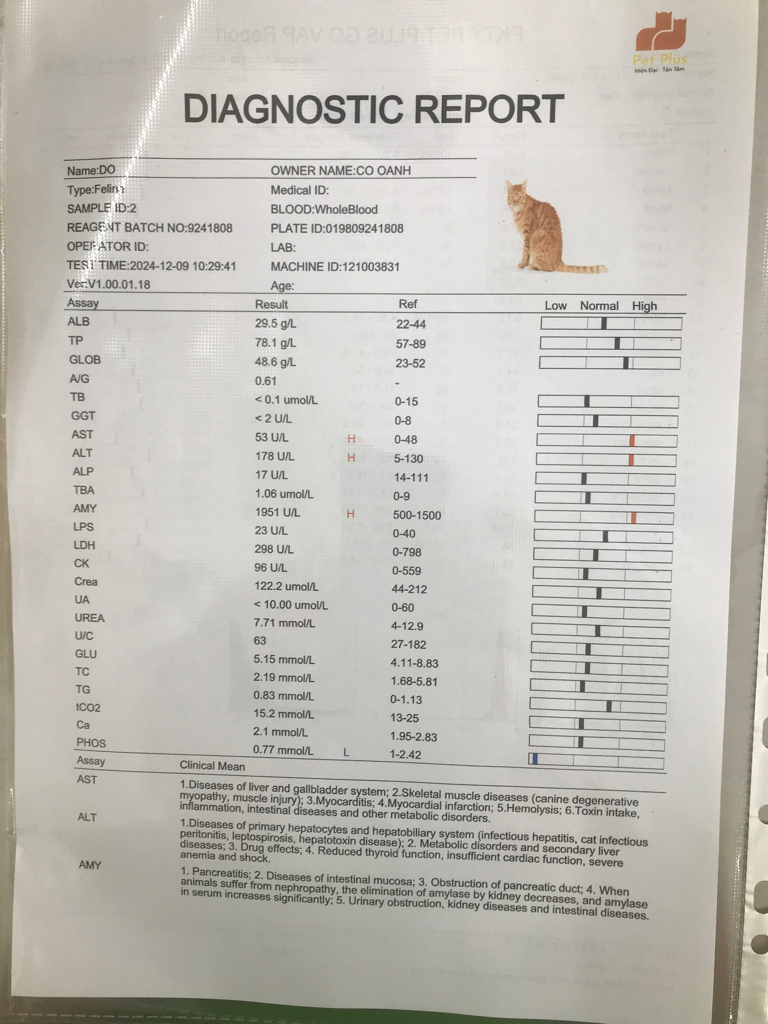 Pet Plus
Hiện Đại - Tận Tâm
DIAGNOSTIC REPORT
Name:DO OWNER NAME:CO OANH
Type:Feline Medical ID:
SAMPLE ID:2 BLOOD:WholeBlood
REAGENT BATCH NO:9241808 PLATE ID:019809241808
OPERATOR ID: LAB:
TEST TIME:2024-12-09 10:29:41 MACHINE ID:121003831
Ver:V1.00.01.18 Age:
Assay Result Ref Low Normal High
ALB 29.5 g/L 22-44
TP 78.1 g/L 57-89
GLOB 48.6 g/L 23-52
A/G 0.61 -
TB < 0.1 umol/L 0-15
GGT < 2 U/L 0-8
AST 53 U/L H 0-48
ALT 178 U/L H 5-130
ALP 17 U/L 14-111
TBA 1.06 umol/L 0-9
AMY 1951 U/L H 500-1500
LPS 23 U/L 0-40
LDH 298 U/L 0-798
CK 96 U/L 0-559
Crea 122.2 umol/L 44-212
UA < 10.00 umol/L 0-60
UREA 7.71 mmol/L 4-12.9
U/C 63 27-182
GLU 5.15 mmol/L 4.11-8.83
TC 2.19 mmol/L 1.68-5.81
TG 0.83 mmol/L 0-1.13
tCO2 15.2 mmol/L 13-25
Ca 2.1 mmol/L 1.95-2.83
PHOS 0.77 mmol/L L 1-2.42
Assay Clinical Mean
AST 1.Diseases of liver and gallbladder system; 2.Skeletal muscle diseases (canine degenerative
myopathy, muscle injury); 3.Myocarditis; 4.Myocardial infarction; 5.Hemolysis; 6.Toxin intake,
inflammation, intestinal diseases and other metabolic disorders.
ALT 1.Diseases of primary hepatocytes and hepatobiliary system (infectious hepatitis, cat infectious
peritonitis, leptospirosis, hepatotoxin disease); 2. Metabolic disorders and secondary liver
diseases; 3. Drug effects; 4. Reduced thyroid function, insufficient cardiac function, severe
anemia and shock.
AMY 1. Pancreatitis; 2. Diseases of intestinal mucosa; 3. Obstruction of pancreatic duct; 4. When
animals suffer from nephropathy, the elimination of amylase by kidney decreases, and amylase
in serum increases significantly; 5. Urinary obstruction, kidney diseases and intestinal diseases.